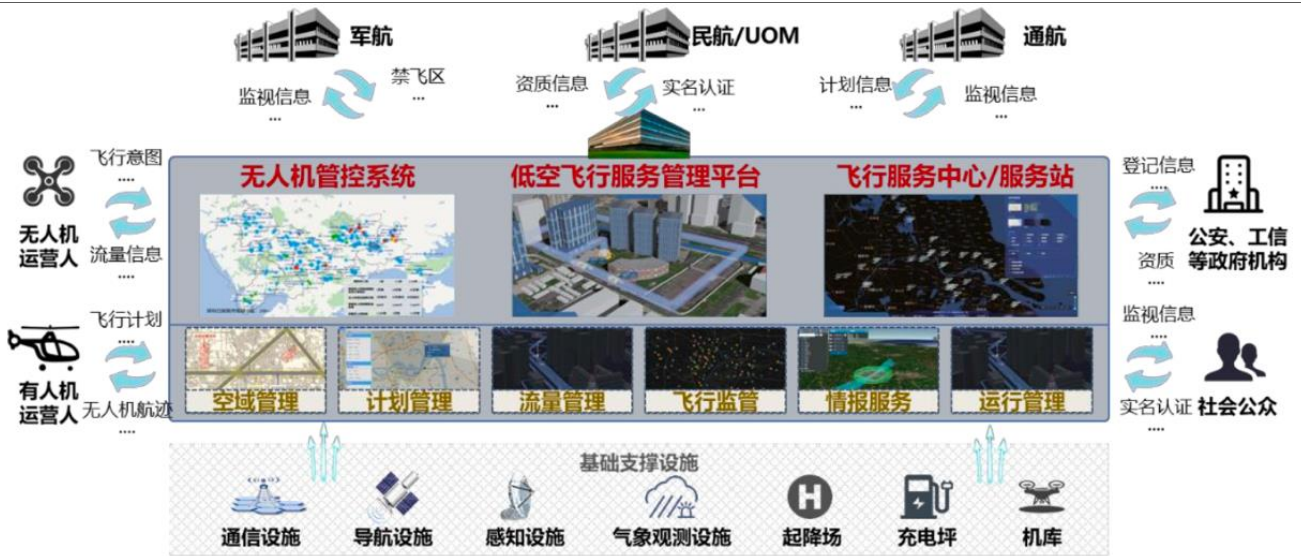 军航
民航/UOM
通航
监视信息
...
禁飞区
...
资质信息
...
实名认证
...
计划信息
...
监视信息
...
飞行意图
....
无人机
运营人
流量信息
....
飞行计划
....
有人机
运营人
无人机航迹
....
无人机管控系统
低空飞行服务管理平台
飞行服务中心/服务站
空域管理
计划管理
流量管理
飞行监管
情报服务
运行管理
登记信息
....
公安、工信
等政府机构
资质
....
监视信息
....
实名认证
....
社会公众
基础支撑设施
通信设施
导航设施
感知设施
气象观测设施
H
起降场
充电坪
机库